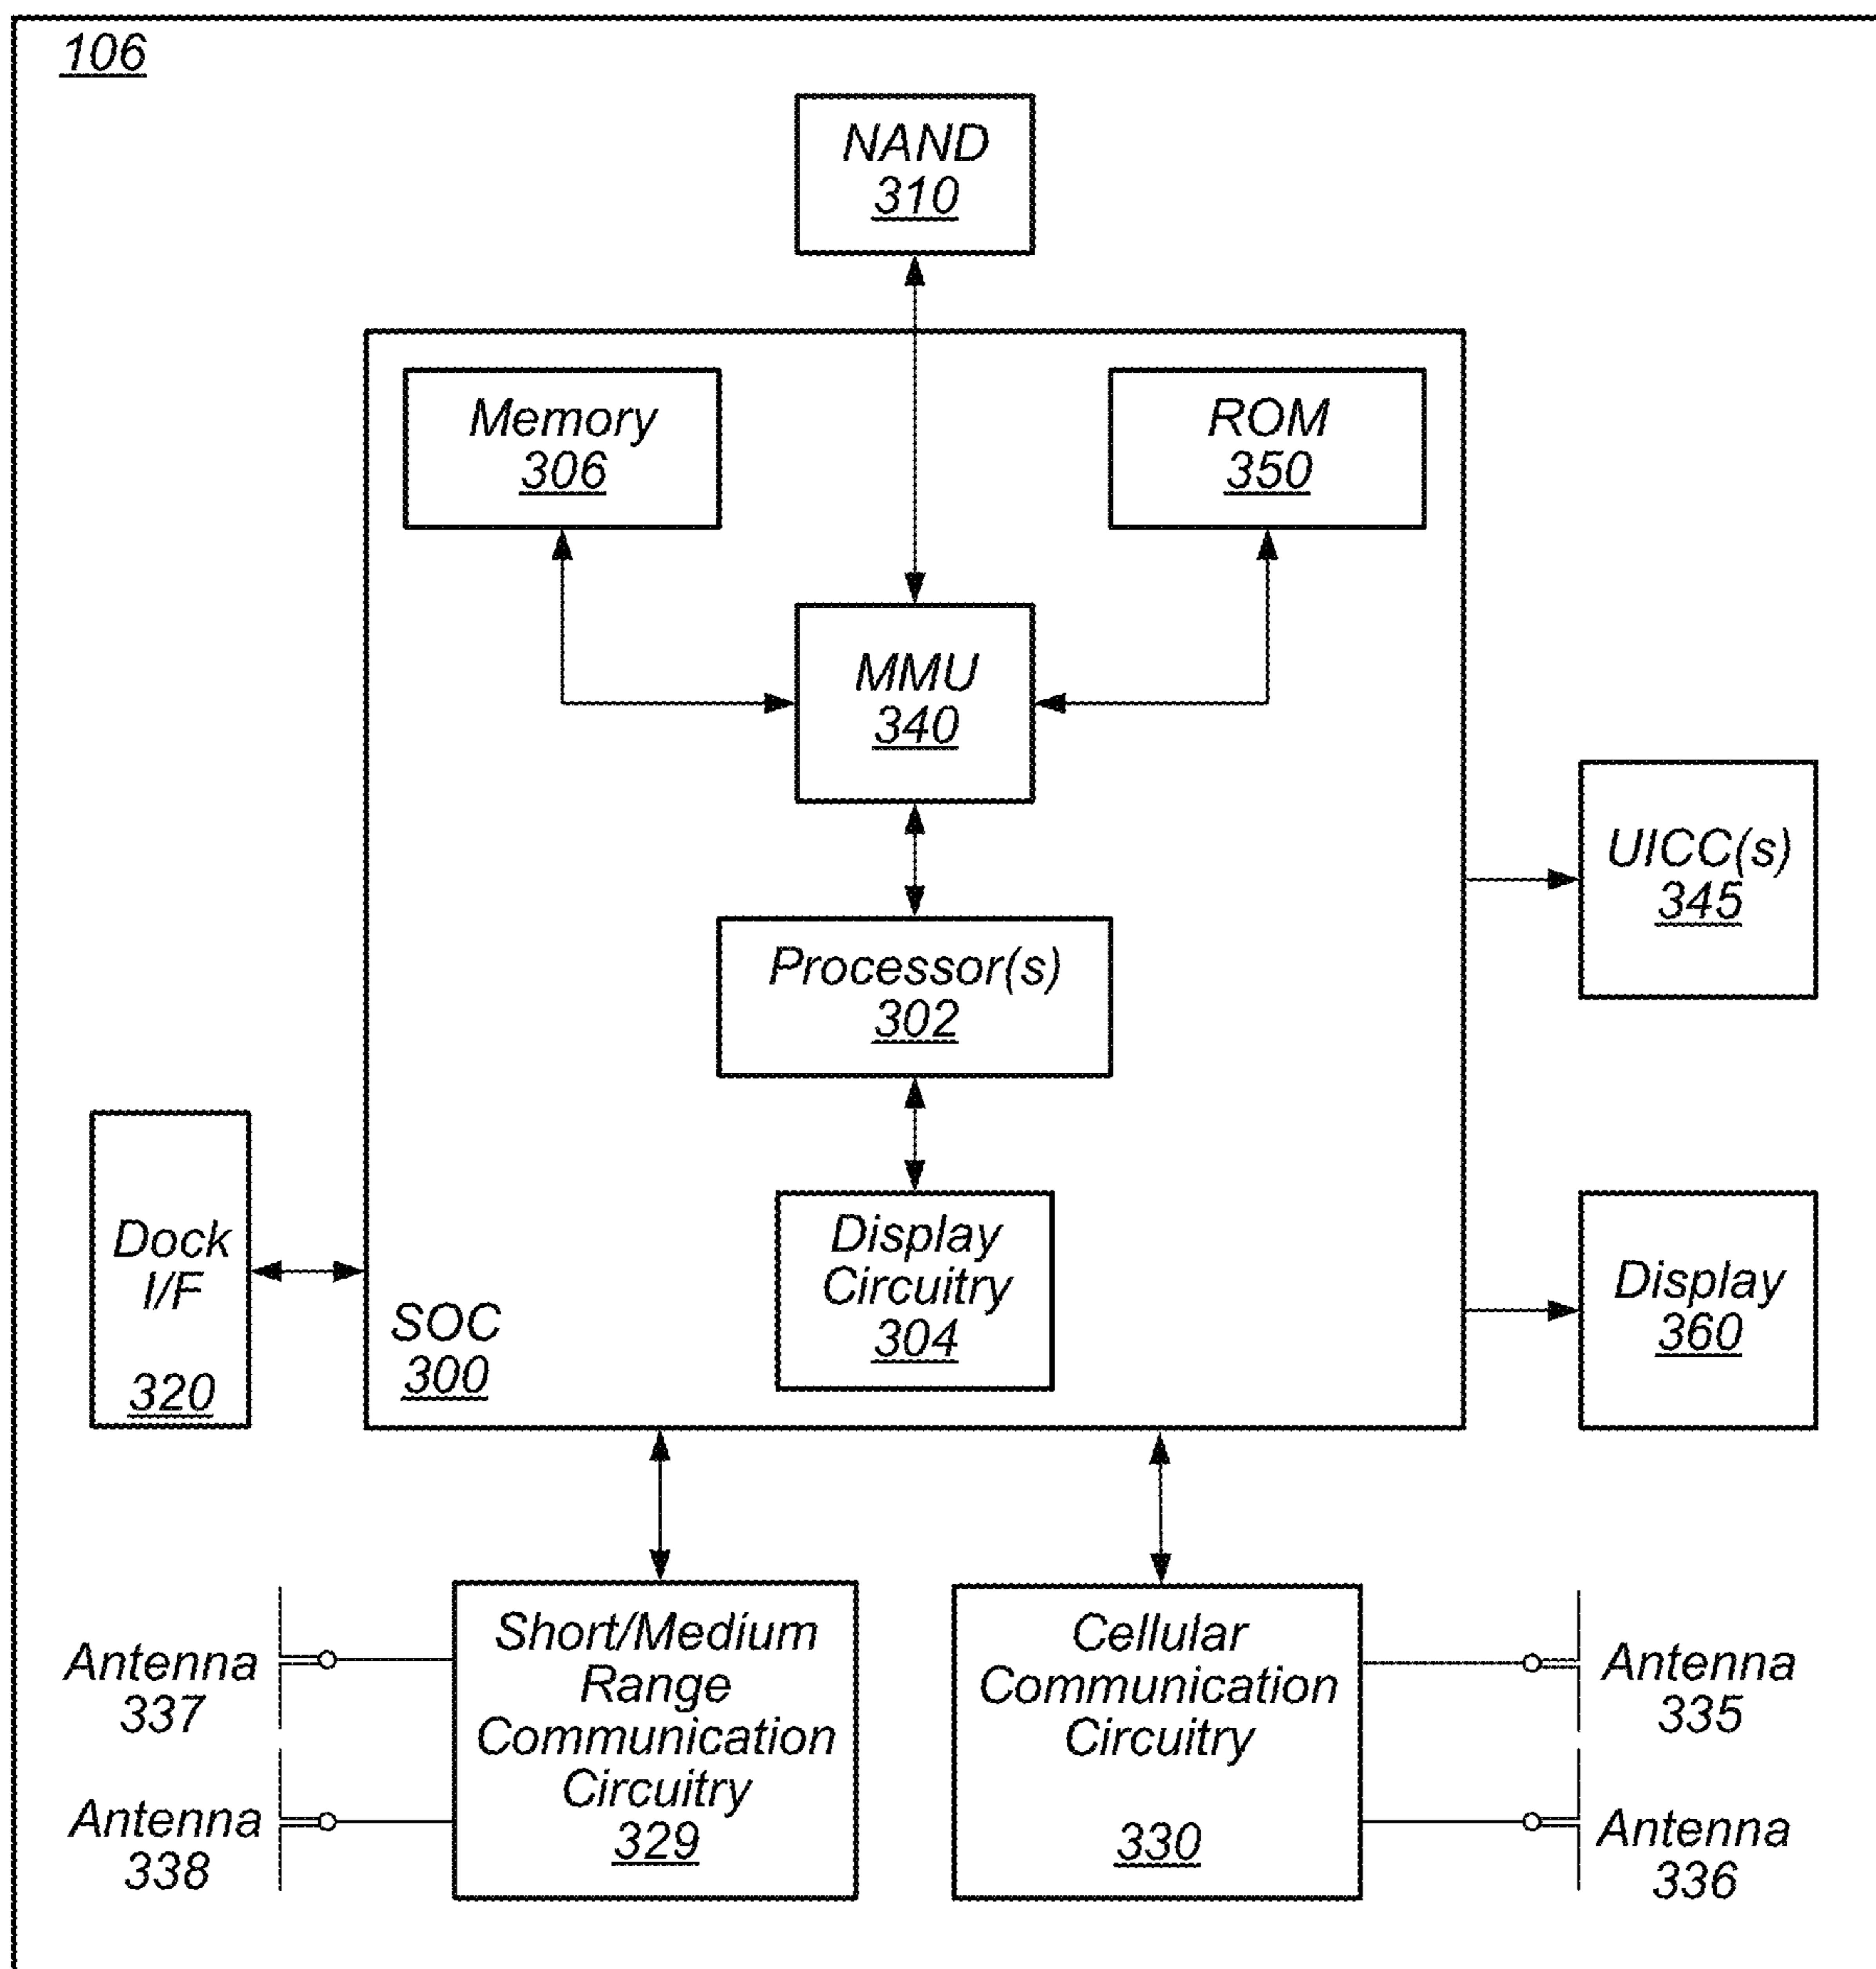 106
NAND
310
Memory
306
ROM
350
MMU
340
UICC(s)
345
Processor(s)
302
Dock
I/F
320
Display
Circuitry
304
SOC
300
Display
360
Short/Medium
Range
Communication
Circuitry
329
Cellular
Communication
Circuitry
330
Antenna
337
Antenna
338
Antenna
335
Antenna
336